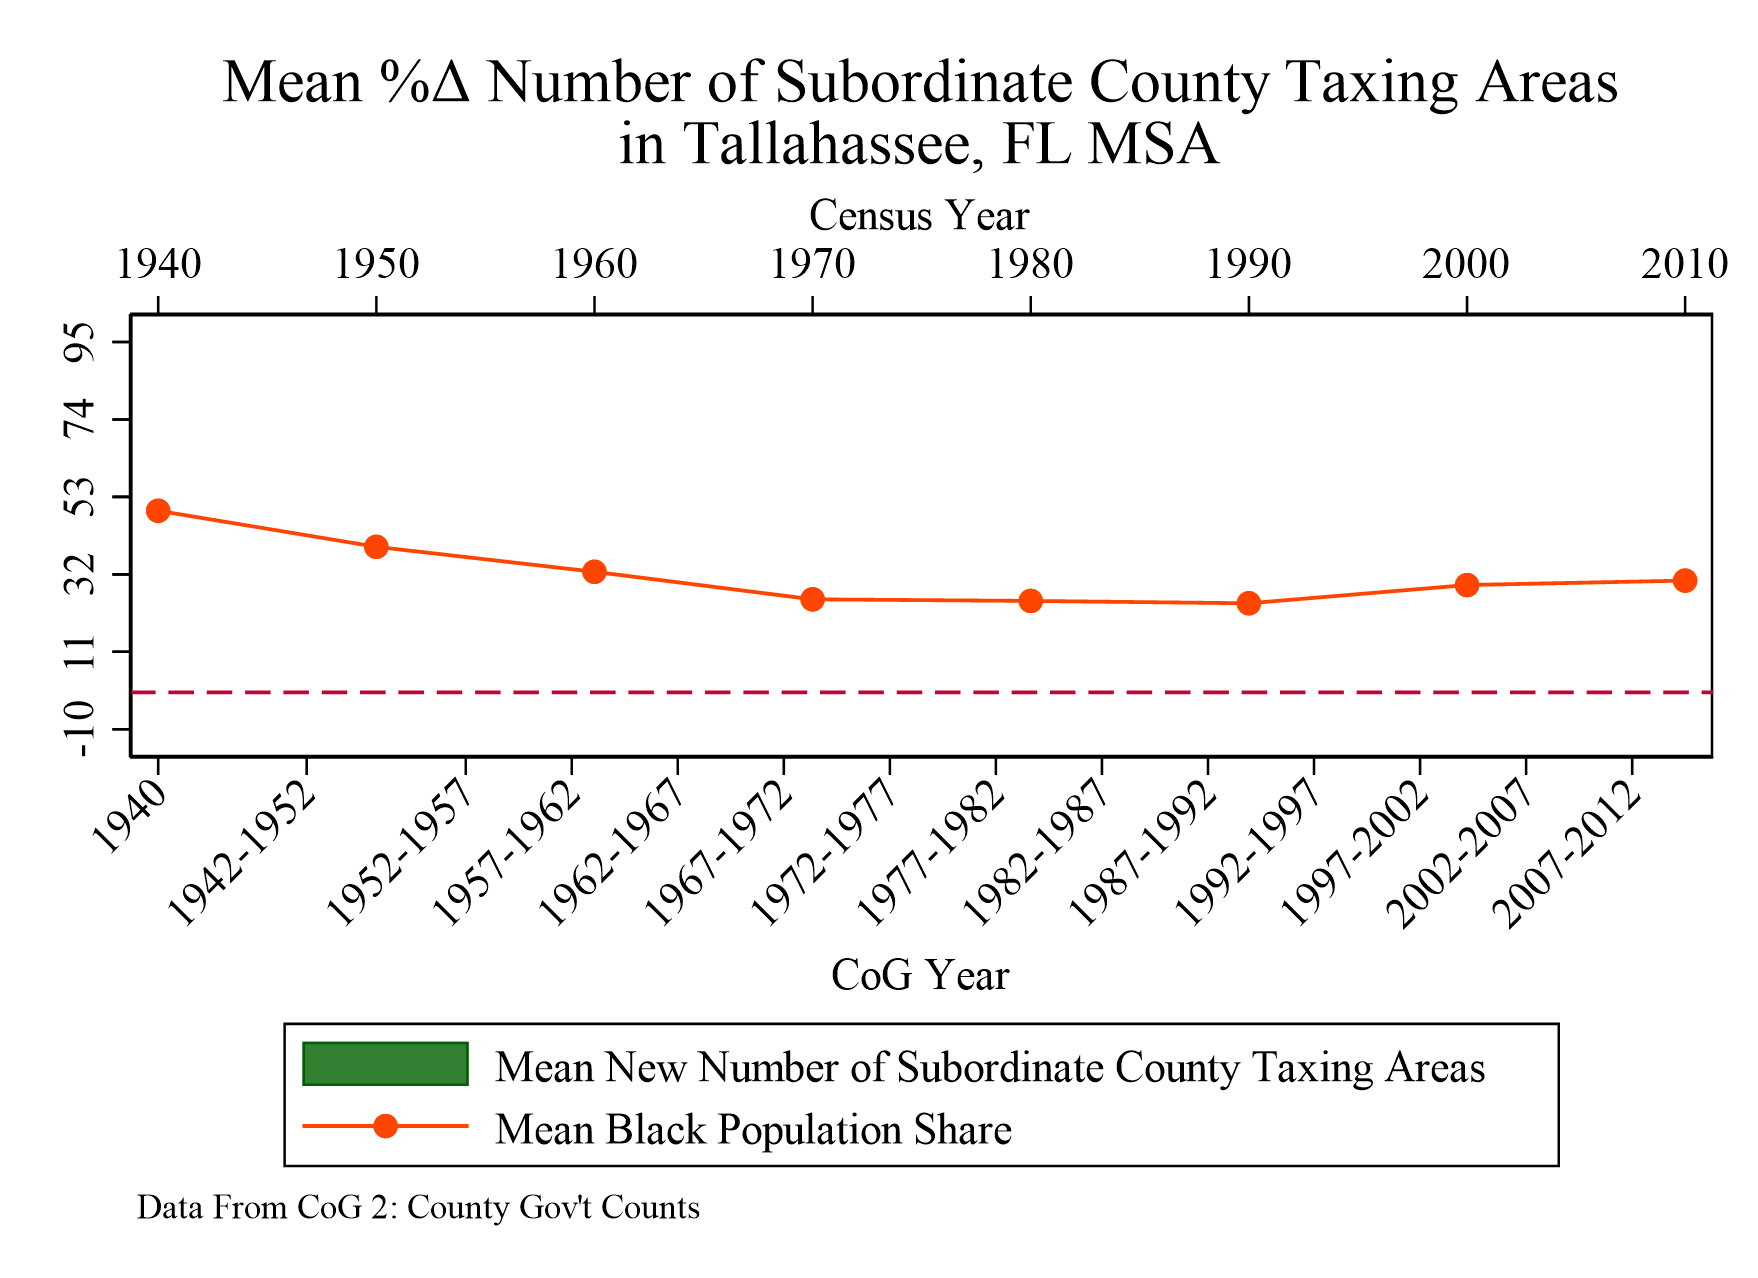 Mean %Δ Number of Subordinate County Taxing Areas
in Tallahassee, FL MSA
Census Year
1940 1950 1960 1970 1980 1990 2000 2010
95
74
53
32
11
-10
1940 1942-1952 1952-1957 1957-1962 1962-1967 1967-1972 1972-1977 1977-1982 1982-1987 1987-1992 1992-1997 1997-2002 2002-2007 2007-2012
CoG Year
Mean New Number of Subordinate County Taxing Areas
Mean Black Population Share
Data From CoG 2: County Gov't Counts